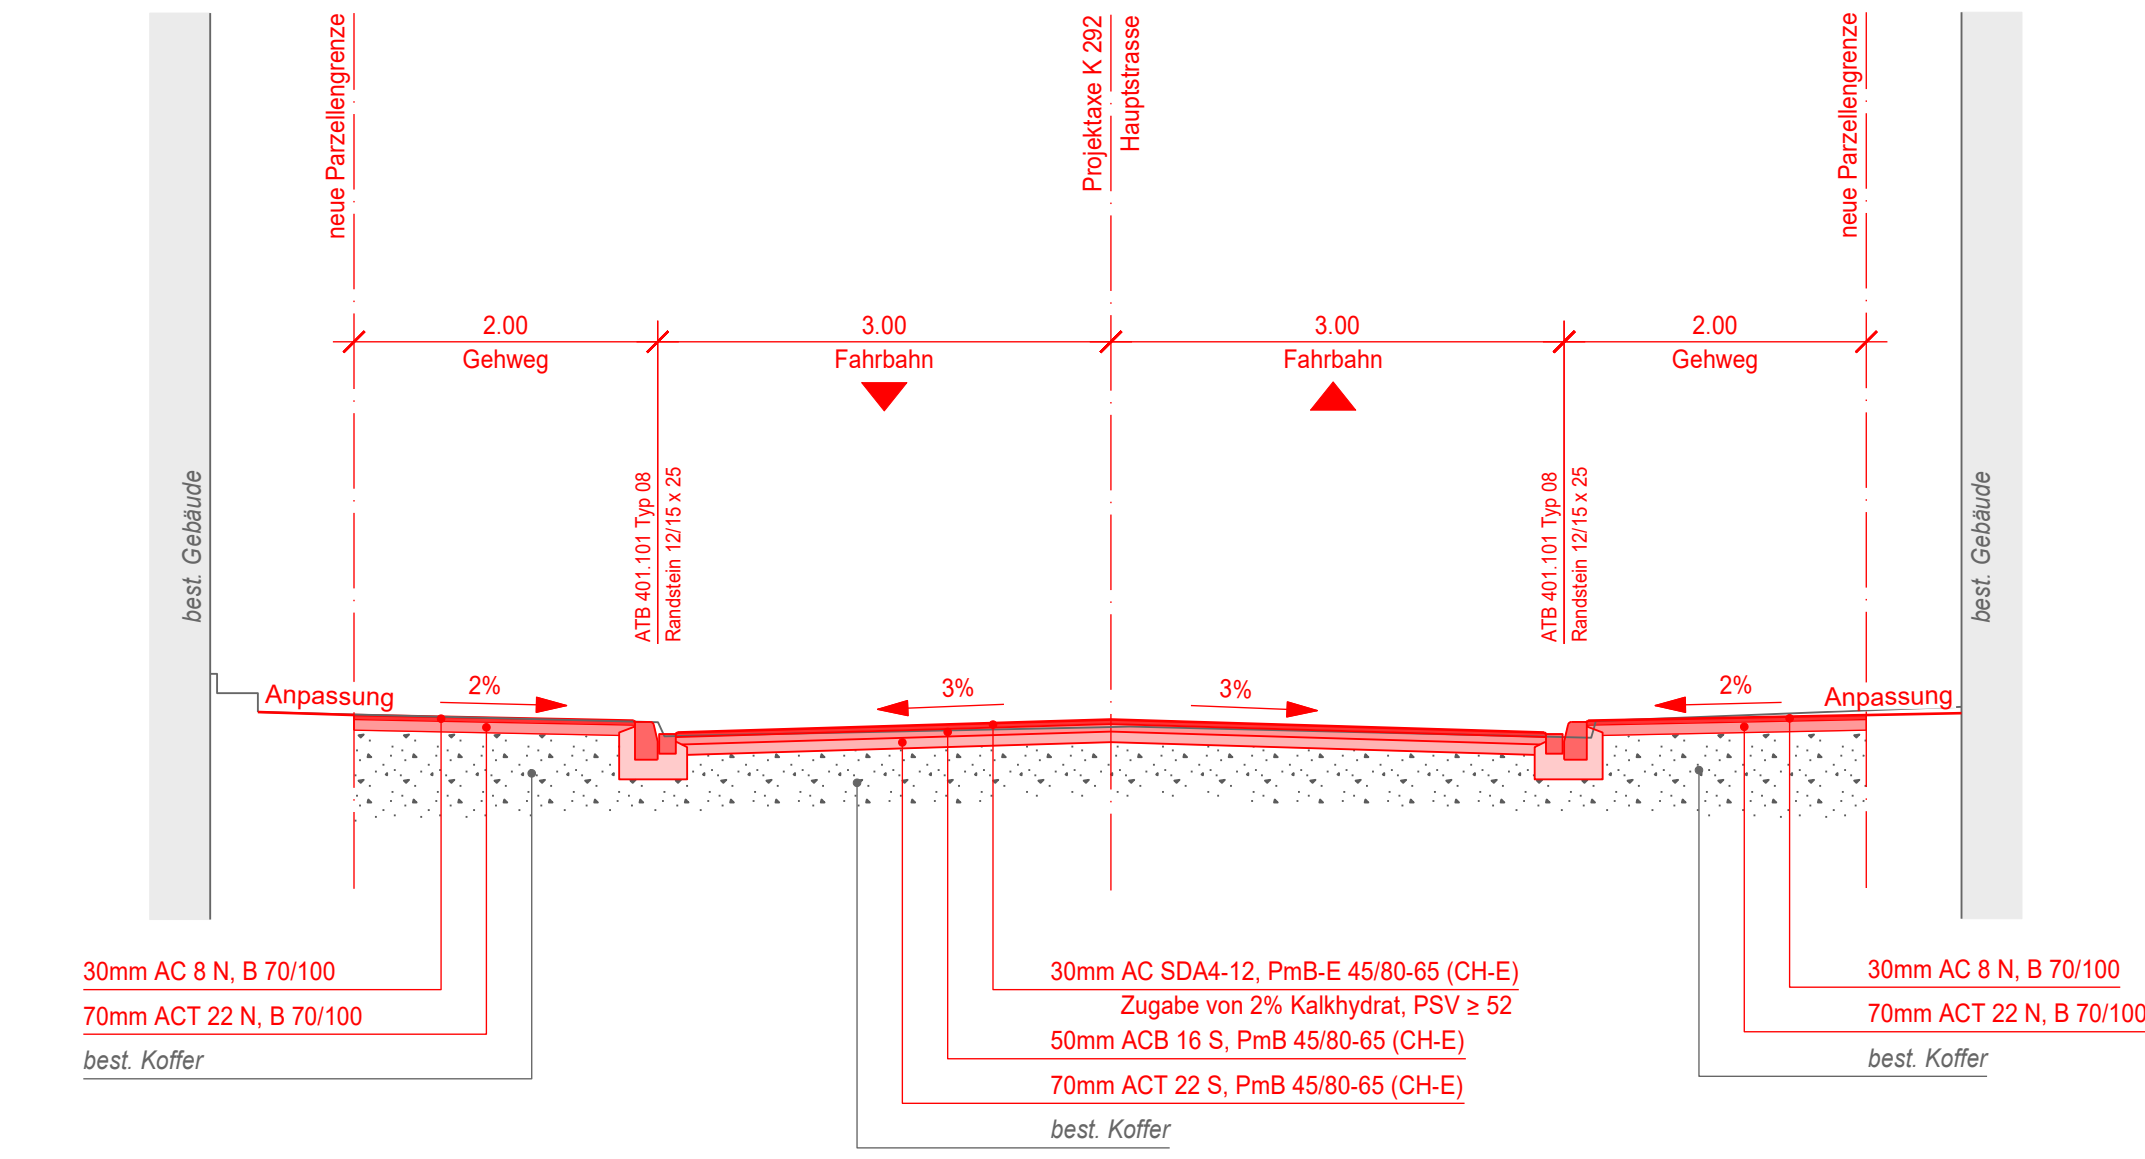 neue Parzellengrenze
Projektaxe K 292
Hauptstrasse
neue Parzellengrenze
2.00
Gehweg
3.00
Fahrbahn
3.00
Fahrbahn
2.00
Gehweg
best. Gebäude
ATB 401.101 Typ 08
Randstein 12/15 x 25
ATB 401.101 Typ 08
Randstein 12/15 x 25
best. Gebäude
Anpassung
2%
3%
3%
2%
Anpassung
30mm AC 8 N, B 70/100
70mm ACT 22 N, B 70/100
best. Koffer
30mm AC SDA4-12, PmB-E 45/80-65 (CH-E)
Zugabe von 2% Kalkhydrat, PSV ≥ 52
50mm ACB 16 S, PmB 45/80-65 (CH-E)
70mm ACT 22 S, PmB 45/80-65 (CH-E)
best. Koffer
30mm AC 8 N, B 70/100
70mm ACT 22 N, B 70/100
best. Koffer